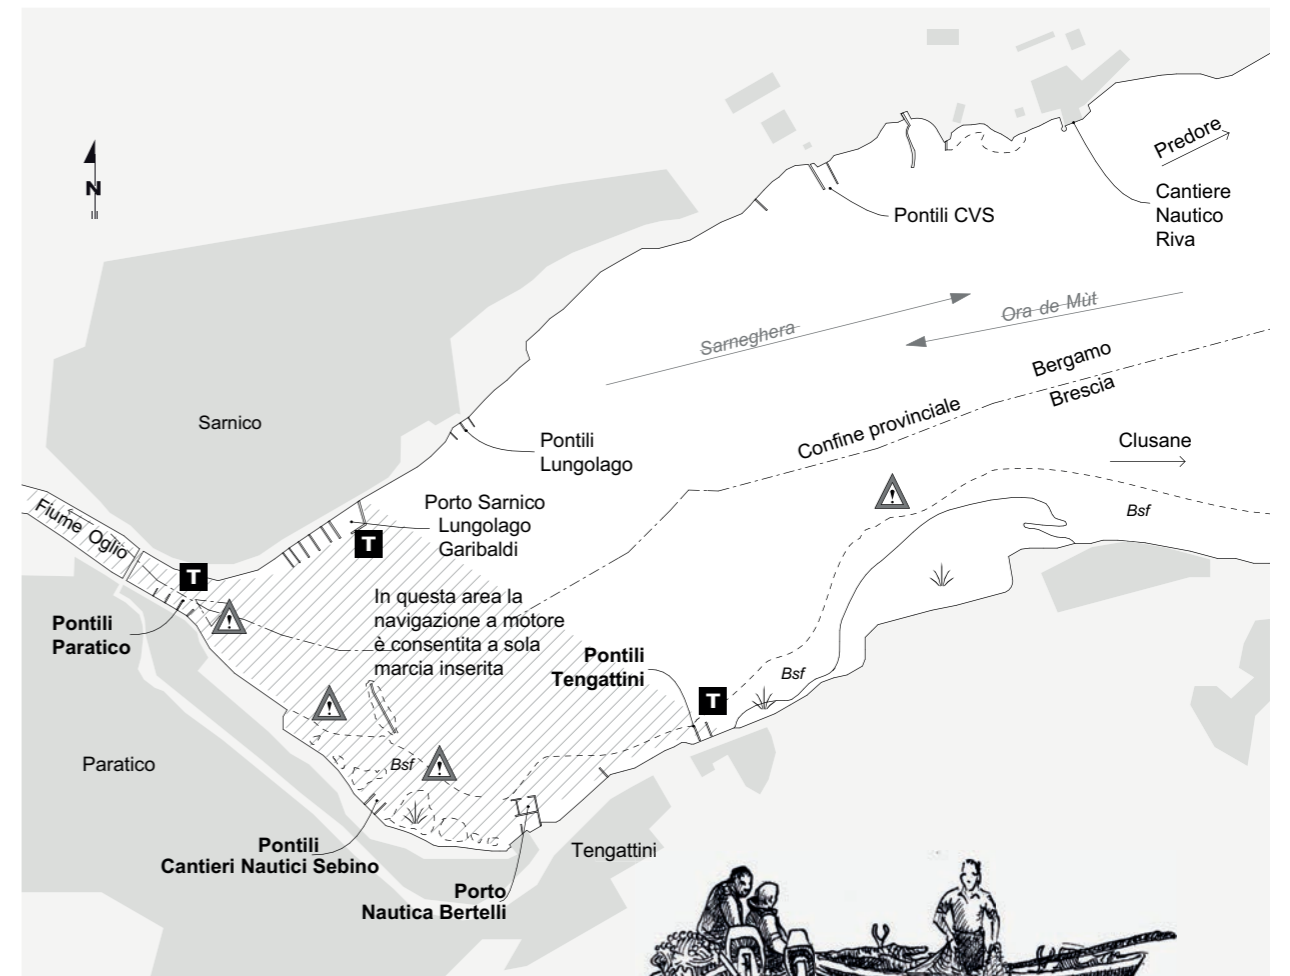 N
Predore
Cantiere
Nautico
Riva
Pontili CVS
Sarneghera
Ora de Mùt
Bergamo
Brescia
Confine provinciale
Clusane
Bsf
Sarnico
Pontili
Lungolago
Porto Sarnico
Lungolago
Garibaldi
T
Fiume Oglio
T
!
!
In questa area la
navigazione a motore
è consentita a sola
marcia inserita
Pontili
Paratico
Pontili
Tengattini
T
Bsf
!
Bsf
!
Paratico
Pontili
Cantieri Nautici Sebino
Tengattini
Porto
Nautica Bertelli